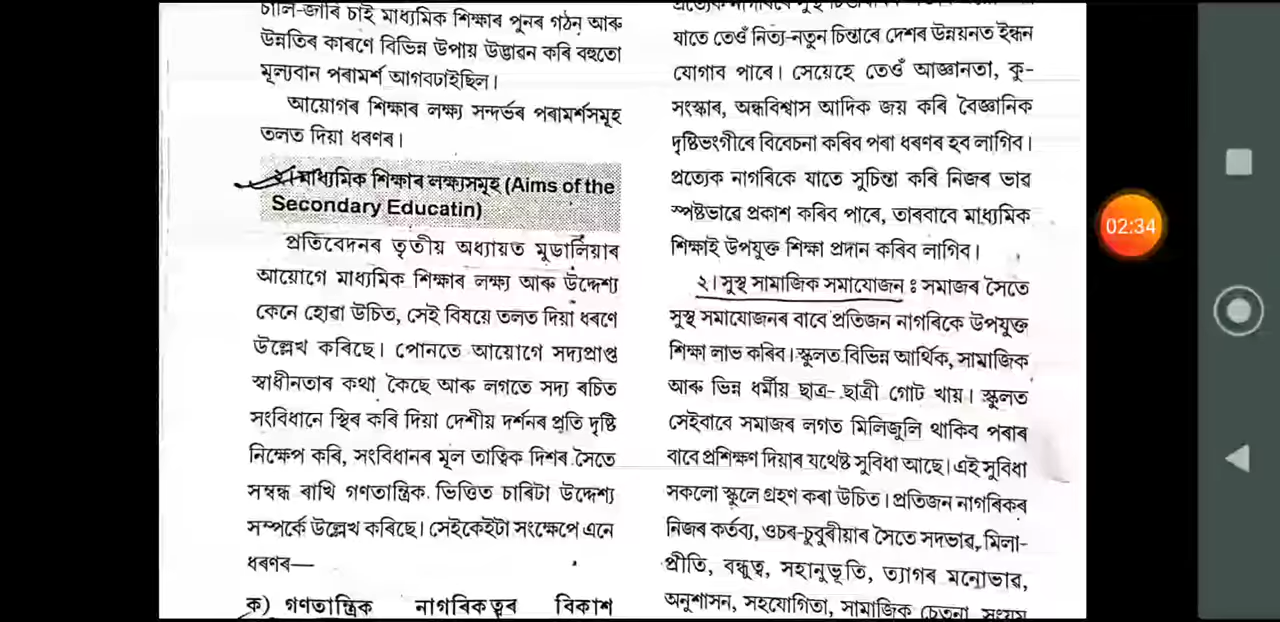 চালি-জাৰি চাই মাধ্যমিক শিক্ষাৰ পুনৰ গঠন আৰু
উন্নতিৰ কাৰণে বিভিন্ন উপায় উদ্ভাৱন কৰি বহুতো
মূল্যবান পৰামৰ্শ আগবঢাইছিল।
আয়োগৰ শিক্ষাৰ লক্ষ্য সন্দৰ্ভৰ পৰামৰ্শসমূহ
তলত দিয়া ধৰণৰ।
২। মাধ্যমিক শিক্ষাৰ লক্ষ্যসমূহ (Aims of the
Secondary Educatin)
প্ৰতিবেদনৰ তৃতীয় অধ্যায়ত মুডালিয়াৰ
আয়োগে মাধ্যমিক শিক্ষাৰ লক্ষ্য আৰু উদ্দেশ্য
কেনে হোৱা উচিত, সেই বিষয়ে তলত দিয়া ধৰণে
উল্লেখ কৰিছে। পোনতে আয়োগে সদ্যপ্ৰাপ্ত
স্বাধীনতাৰ কথা কৈছে আৰু লগতে সদ্য ৰচিত
সংবিধানে স্থিৰ কৰি দিয়া দেশীয় দৰ্শনৰ প্ৰতি দৃষ্টি
নিক্ষেপ কৰি, সংবিধানৰ মূল তাত্বিক দিশৰ সৈতে
সম্বন্ধ ৰাখি গণতান্ত্ৰিক ভিত্তিত চাৰিটা উদ্দেশ্য
সম্পৰ্কে উল্লেখ কৰিছে। সেইকেইটা সংক্ষেপে এনে
ধৰণৰ—
ক) গণতান্ত্ৰিক নাগৰিকত্বৰ বিকাশ
প্ৰত্যেক নাগৰিকৰে সুস্থ
যাতে তেওঁ নিত্য-নতুন চিন্তাৰে দেশৰ উন্নয়নত ইন্ধন
যোগাব পাৰে। সেয়েহে তেওঁ আজ্ঞানতা, কু-
সংস্কাৰ, অন্ধবিশ্বাস আদিক জয় কৰি বৈজ্ঞানিক
দৃষ্টিভংগীৰে বিবেচনা কৰিব পৰা ধৰণৰ হব লাগিব।
প্ৰত্যেক নাগৰিকে যাতে সুচিন্তা কৰি নিজৰ ভাৱ
স্পষ্টভাৱে প্ৰকাশ কৰিব পাৰে, তাৰবাবে মাধ্যমিক
শিক্ষাই উপযুক্ত শিক্ষা প্ৰদান কৰিব লাগিব।
২। সুস্থ সামাজিক সমাযোজন ঃ সমাজৰ সৈতে
সুস্থ সমাযোজনৰ বাবে প্ৰতিজন নাগৰিকে উপযুক্ত
শিক্ষা লাভ কৰিব। স্কুলত বিভিন্ন আৰ্থিক, সামাজিক
আৰু ভিন্ন ধৰ্মীয় ছাত্ৰ- ছাত্ৰী গোট খায়। স্কুলত
সেইবাবে সমাজৰ লগত মিলিজুলি থাকিব পৰাৰ
বাবে প্ৰশিক্ষণ দিয়াৰ যথেষ্ট সুবিধা আছে। এই সুবিধা
সকলো স্কুলে গ্ৰহণ কৰা উচিত। প্ৰতিজন নাগৰিকৰ
নিজৰ কৰ্তব্য, ওচৰ-চুবুৰীয়াৰ সৈতে সদভাৱ, মিলা-
প্ৰীতি, বন্ধুত্ব, সহানুভূতি, ত্যাগৰ মনোভাৱ,
অনুশাসন, সহযোগিতা, সামাজিক চেতনা, সংযম
02:34